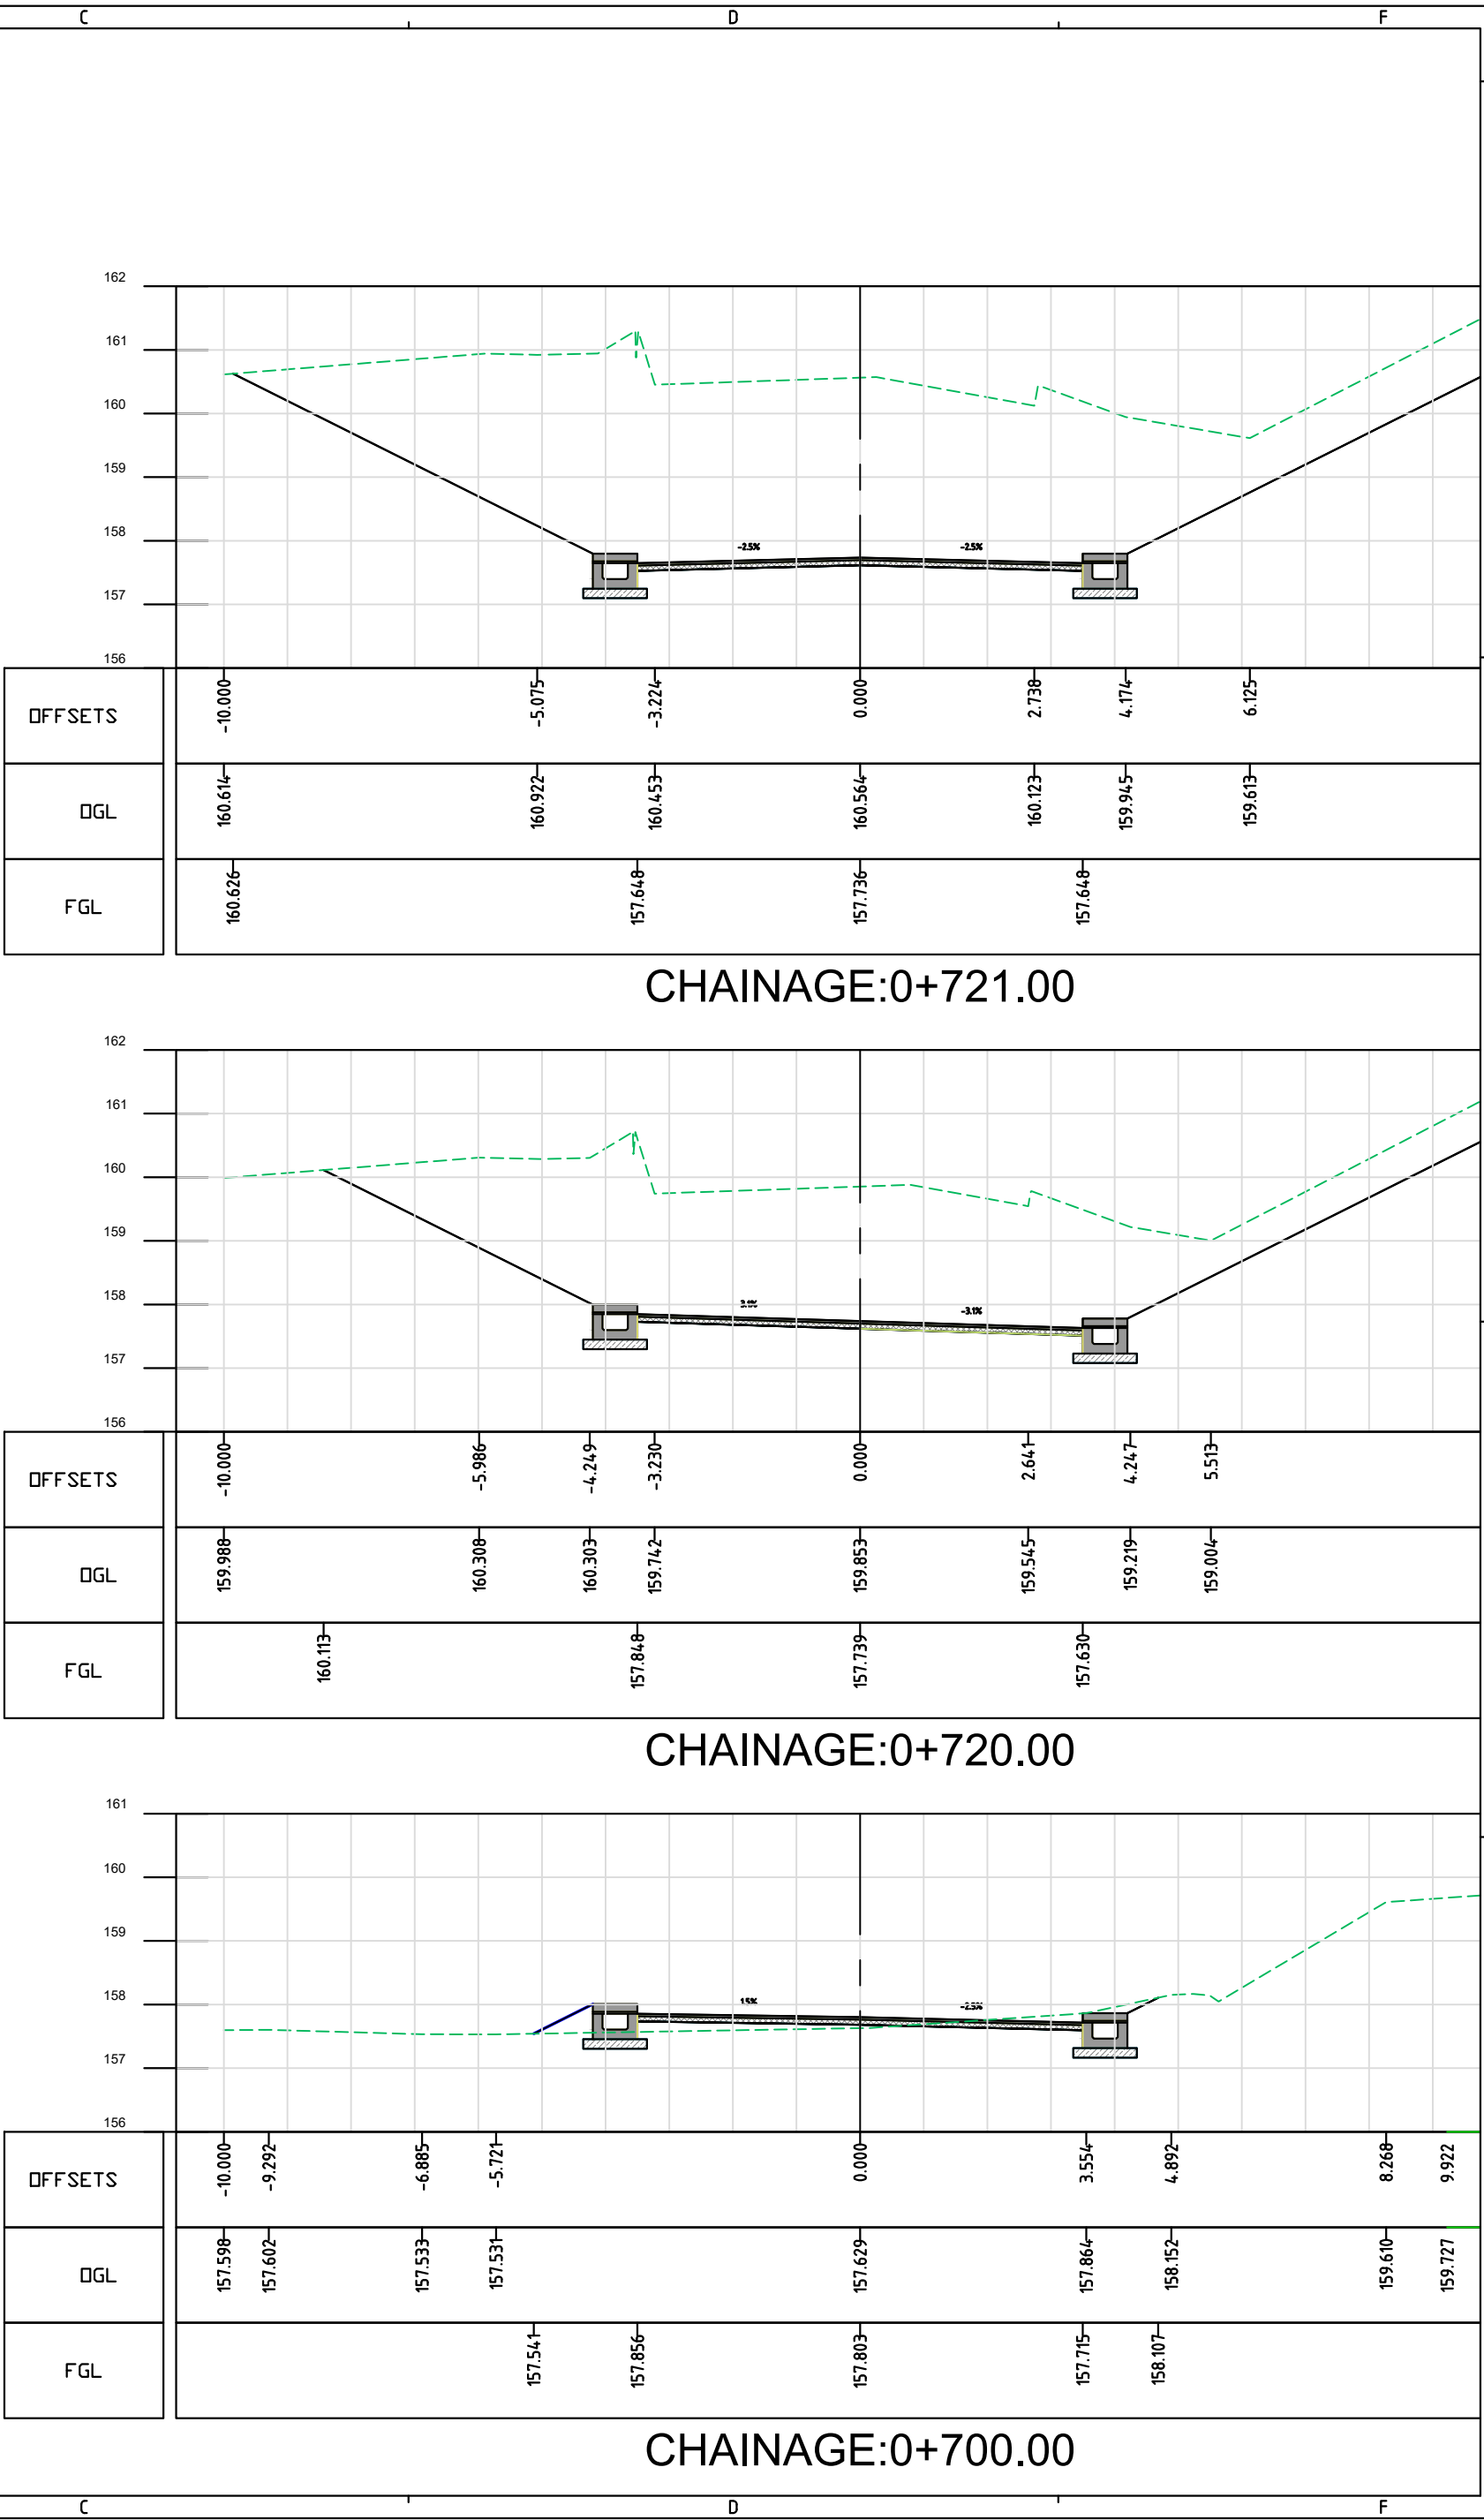 C D F
162
161
160
159
158
-2.5% -2.5%
157
156
OFFSETS -10.000 -5.075 -3.224 0.000 2.738 4.174 6.125
OGL 160.614 160.922 160.453 160.564 160.123 159.945 159.613
FGL 160.626 157.648 157.736 157.648
CHAINAGE:0+721.00
162
161
160
159
158
3.1% -3.1%
157
156
OFFSETS -10.000 -5.986 -4.249 -3.230 0.000 2.641 4.247 5.513
OGL 159.988 160.308 160.303 159.742 159.853 159.545 159.219 159.004
FGL 160.113 157.848 157.739 157.630
CHAINAGE:0+720.00
161
160
159
158
1.5% -2.5%
157
156
OFFSETS -10.000 -9.292 -6.885 -5.721 0.000 3.554 4.892 8.268 9.922
OGL 157.598 157.602 157.533 157.531 157.629 157.864 158.152 159.610 159.727
FGL 157.541 157.856 157.803 157.715 158.107
CHAINAGE:0+700.00
C D F